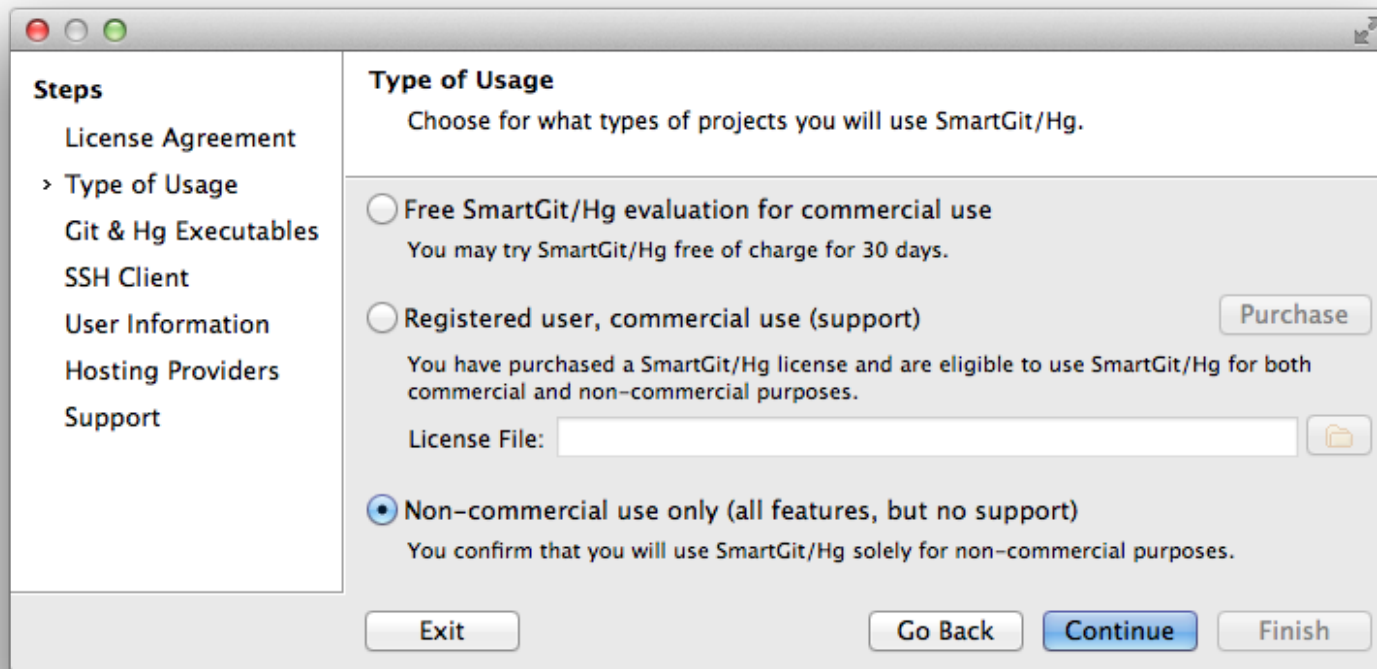 Steps
License Agreement
› Type of Usage
Git & Hg Executables
SSH Client
User Information
Hosting Providers
Support
Type of Usage
Choose for what types of projects you will use SmartGit/Hg.
Free SmartGit/Hg evaluation for commercial use
You may try SmartGit/Hg free of charge for 30 days.
Registered user, commercial use (support)
Purchase
You have purchased a SmartGit/Hg license and are eligible to use SmartGit/Hg for both
commercial and non-commercial purposes.
License File:
Non-commercial use only (all features, but no support)
You confirm that you will use SmartGit/Hg solely for non-commercial purposes.
Exit
Go Back
Continue
Finish